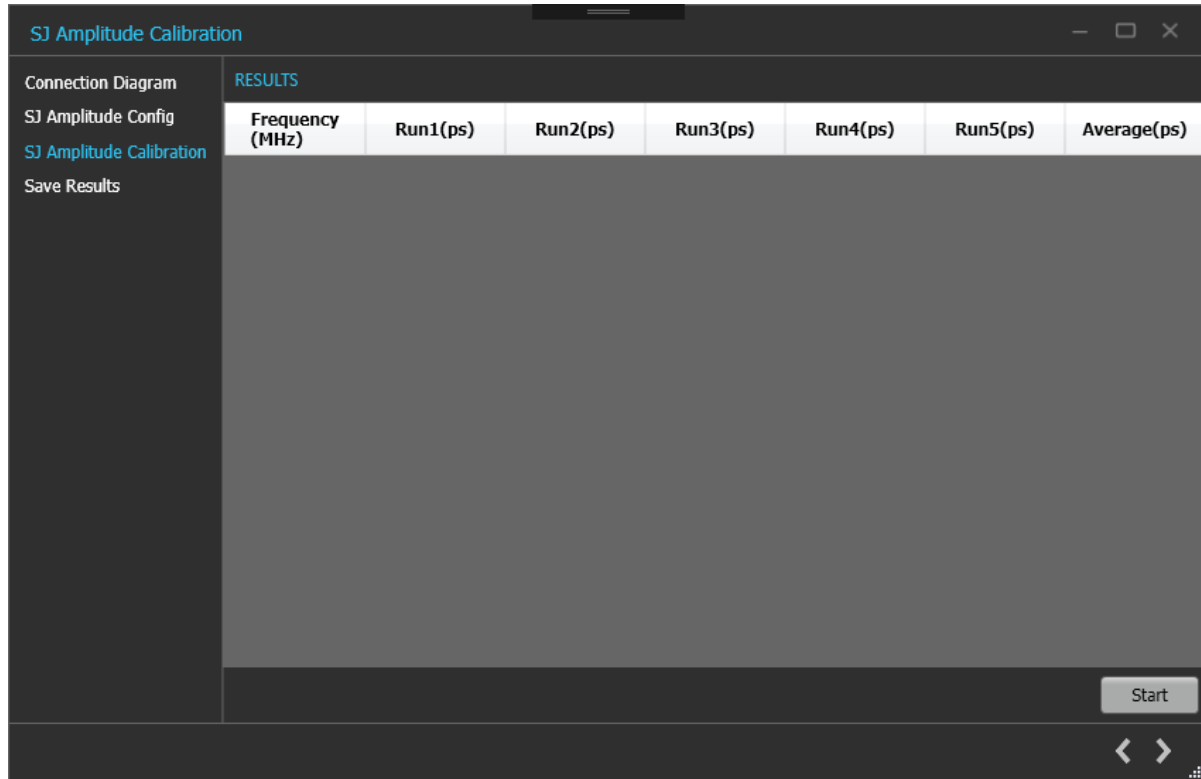 SJ Amplitude Calibration
Connection Diagram
SJ Amplitude Config
SJ Amplitude Calibration
Save Results
RESULTS
Frequency
(MHz)
Run1(ps)
Run2(ps)
Run3(ps)
Run4(ps)
Run5(ps)
Average(ps)
Start